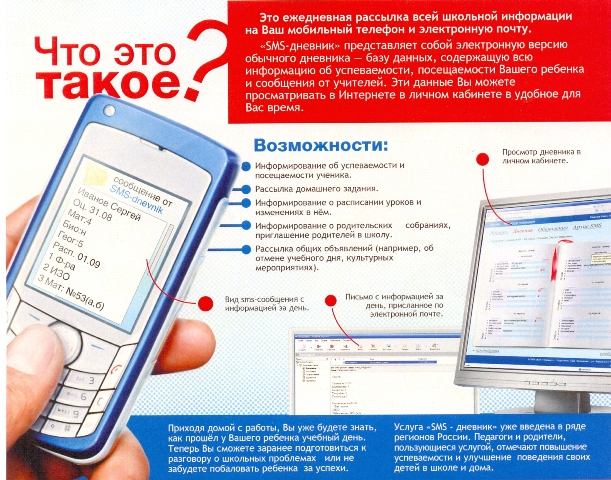 Что это
такое?
Это ежедневная рассылка всей школьной информации
на Ваш мобильный телефон и электронную почту.
«SMS-дневник» представляет собой электронную версию
обычного дневника – базу данных, содержащую всю
информацию об успеваемости, посещаемости Вашего ребенка
и сообщения от учителей. Эти данные Вы можете
просматривать в Интернете в личном кабинете в удобное для
Вас время.
Возможности:
Информирование об успеваемости и
посещаемости ученика.
Рассылка домашнего задания.
Информирование о расписании уроков и
изменениях в нём.
Информирование о родительских собраниях,
приглашение родителей в школу.
Рассылка общих объявлений (например, об
отмене учебного дня, культурных
мероприятиях).
Просмотр дневника в
личном кабинете.
сообщение от
SMS-dnevnik
Иванов Сергей
Оц. 31.08
Мат:4
Био:н
Геог:5
Расп. 01.09
1 Ф-ра
2 ИЗО
3 Мат: №53(а,б)
Вид sms-сообщения с
информацией за день.
Письмо с информацией за
день, присланное по
электронной почте.
Приходя домой с работы, Вы уже будете знать,
как прошёл у Вашего ребенка учебный день.
Теперь Вы сможете заранее подготовиться к
разговору о школьных проблемах или не
забудете побаловать ребенка за успехи.
Услуга «SMS - дневник» уже введена в ряде
регионов России. Педагоги и родители,
пользующиеся услугой, отмечают повышение
успеваемости и улучшение поведения своих
детей в школе и дома.